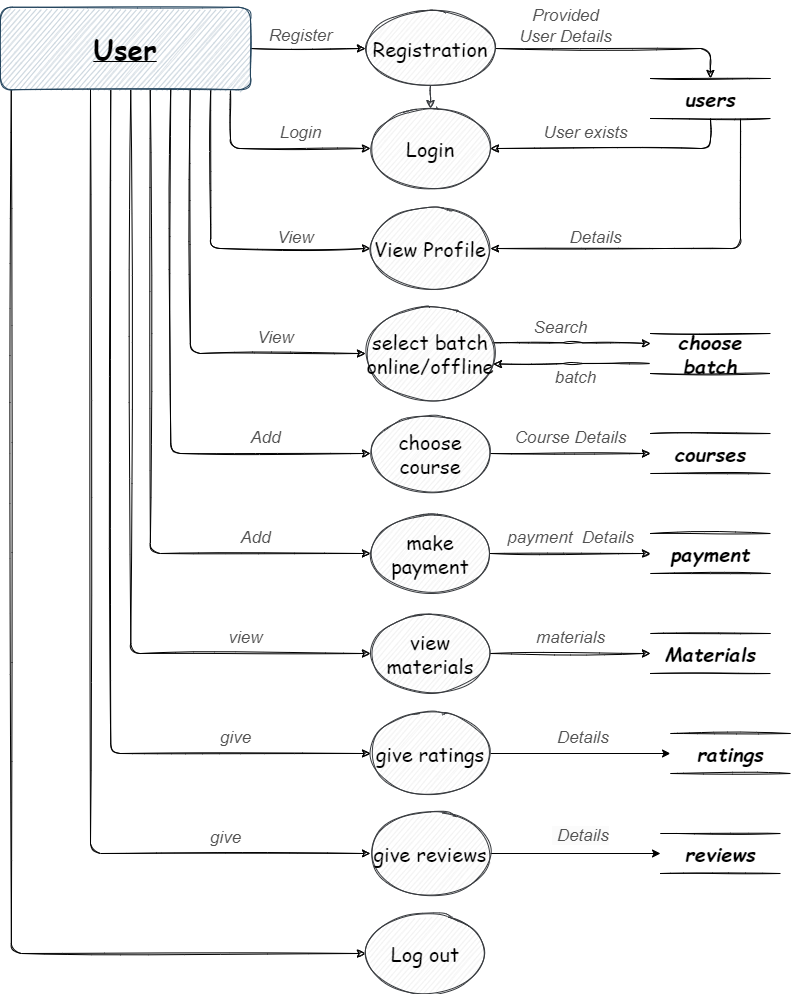 User
Register
Registration
Provided
User Details
users
Login
Login
User exists
View
View Profile
Details
View
select batch
online/offline
Search
batch
choose
batch
Add
choose
course
Course Details
courses
Add
make
payment
payment  Details
payment
view
view
materials
materials
Materials
give
give ratings
Details
ratings
give
give reviews
Details
reviews
Log out